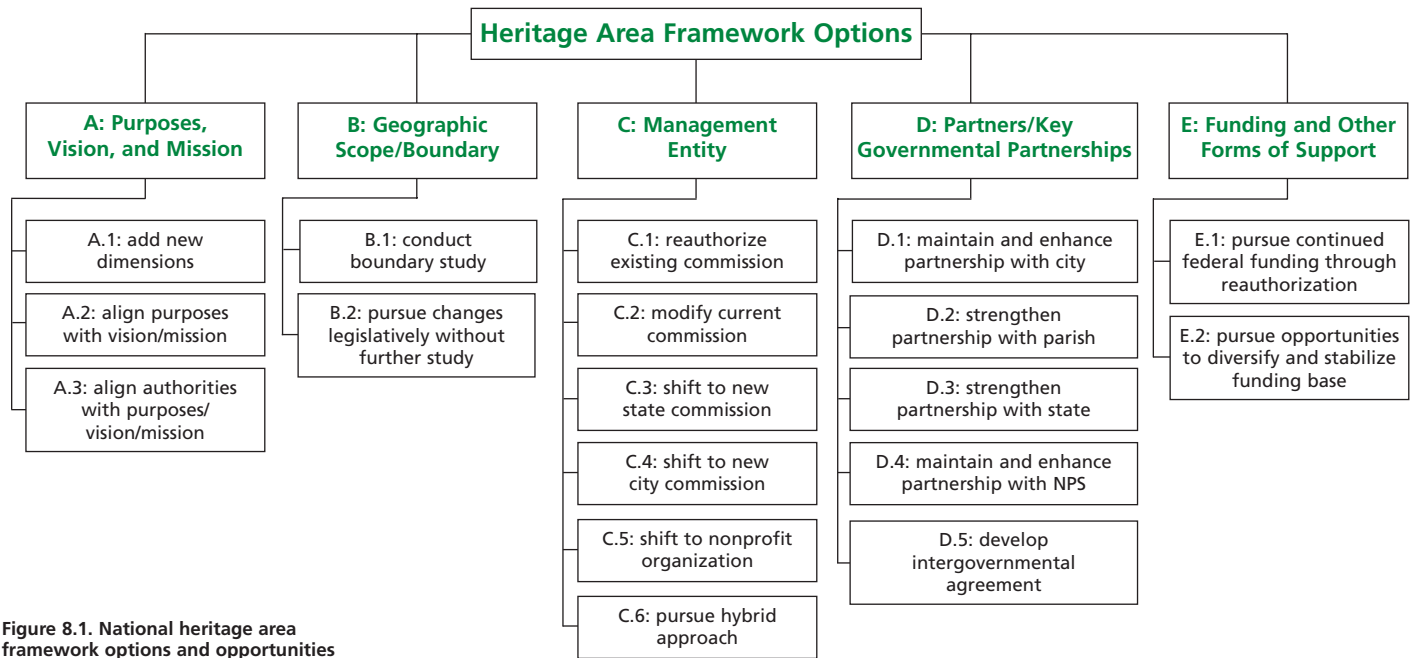 Heritage Area Framework Options
A: Purposes,
Vision, and Mission
A.1: add new
dimensions
A.2: align purposes
with vision/mission
A.3: align authorities
with purposes/
vision/mission
B: Geographic
Scope/Boundary
B.1: conduct
boundary study
B.2: pursue changes
legislatively without
further study
C: Management
Entity
C.1: reauthorize
existing commission
C.2: modify current
commission
C.3: shift to new
state commission
C.4: shift to new
city commission
C.5: shift to nonprofit
organization
C.6: pursue hybrid
approach
D: Partners/Key
Governmental Partnerships
D.1: maintain and enhance
partnership with city
D.2: strengthen
partnership with parish
D.3: strengthen
partnership with state
D.4: maintain and enhance
partnership with NPS
D.5: develop
intergovernmental
agreement
E: Funding and Other
Forms of Support
E.1: pursue continued
federal funding through
reauthorization
E.2: pursue opportunities
to diversify and stabilize
funding base
Figure 8.1. National heritage area
framework options and opportunities